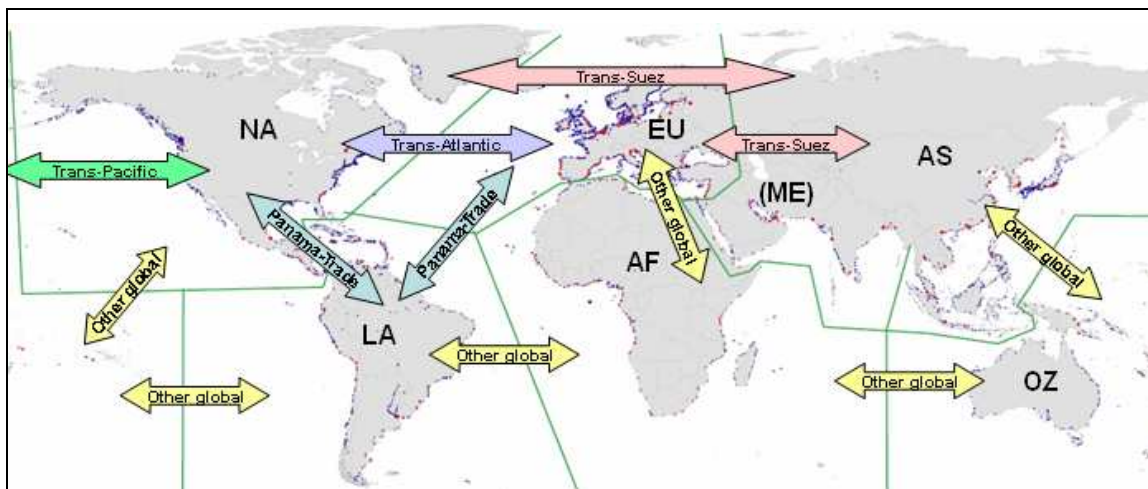 Trans-Suez
NA
EU
Trans-Atlantic
Trans-Suez
AS
Trans-Pacific
(ME)
Panama-Trade
Panama-Trade
Other global
Other global
AF
Other global
LA
Other global
Other global
Other global
OZ